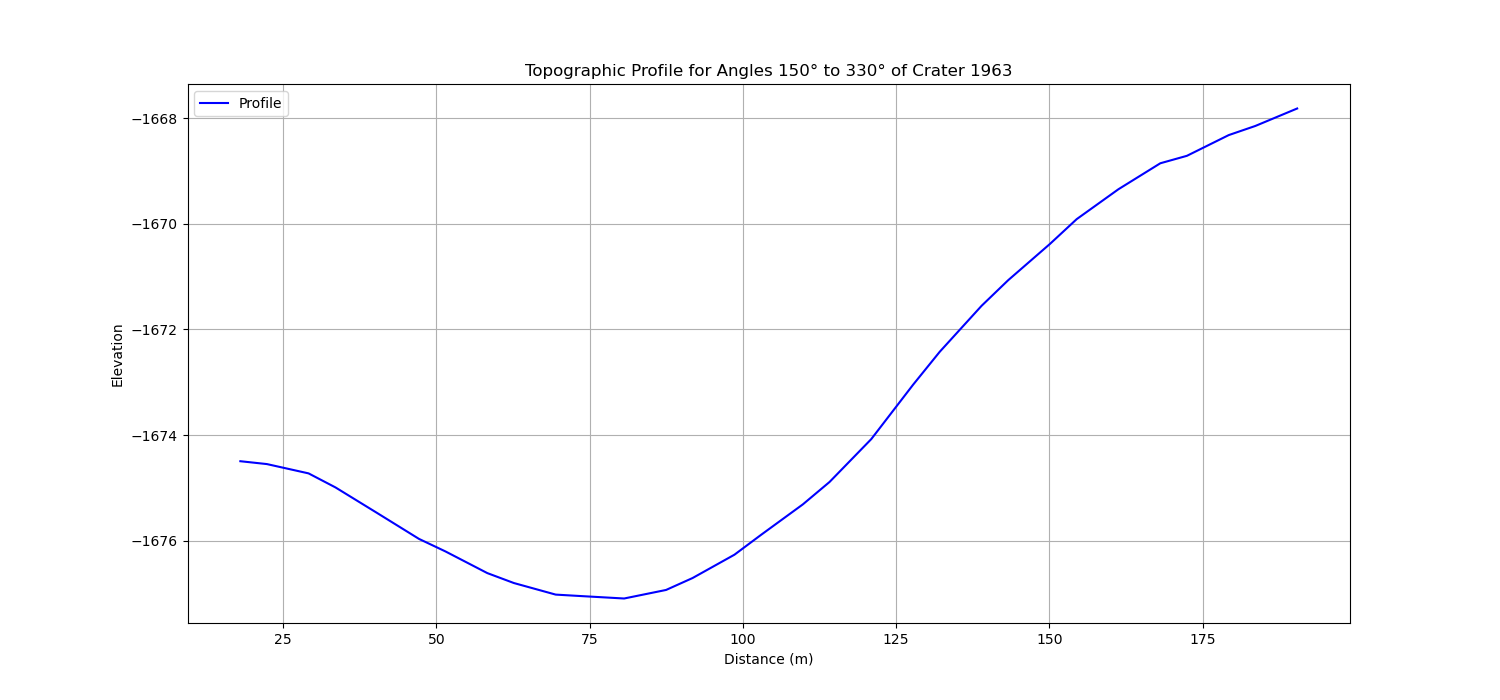 Topographic Profile for Angles 150° to 330° of Crater 1963
Profile
−1668
−1670
−1672
−1674
−1676
Elevation
25 50 75 100 125 150 175
Distance (m)